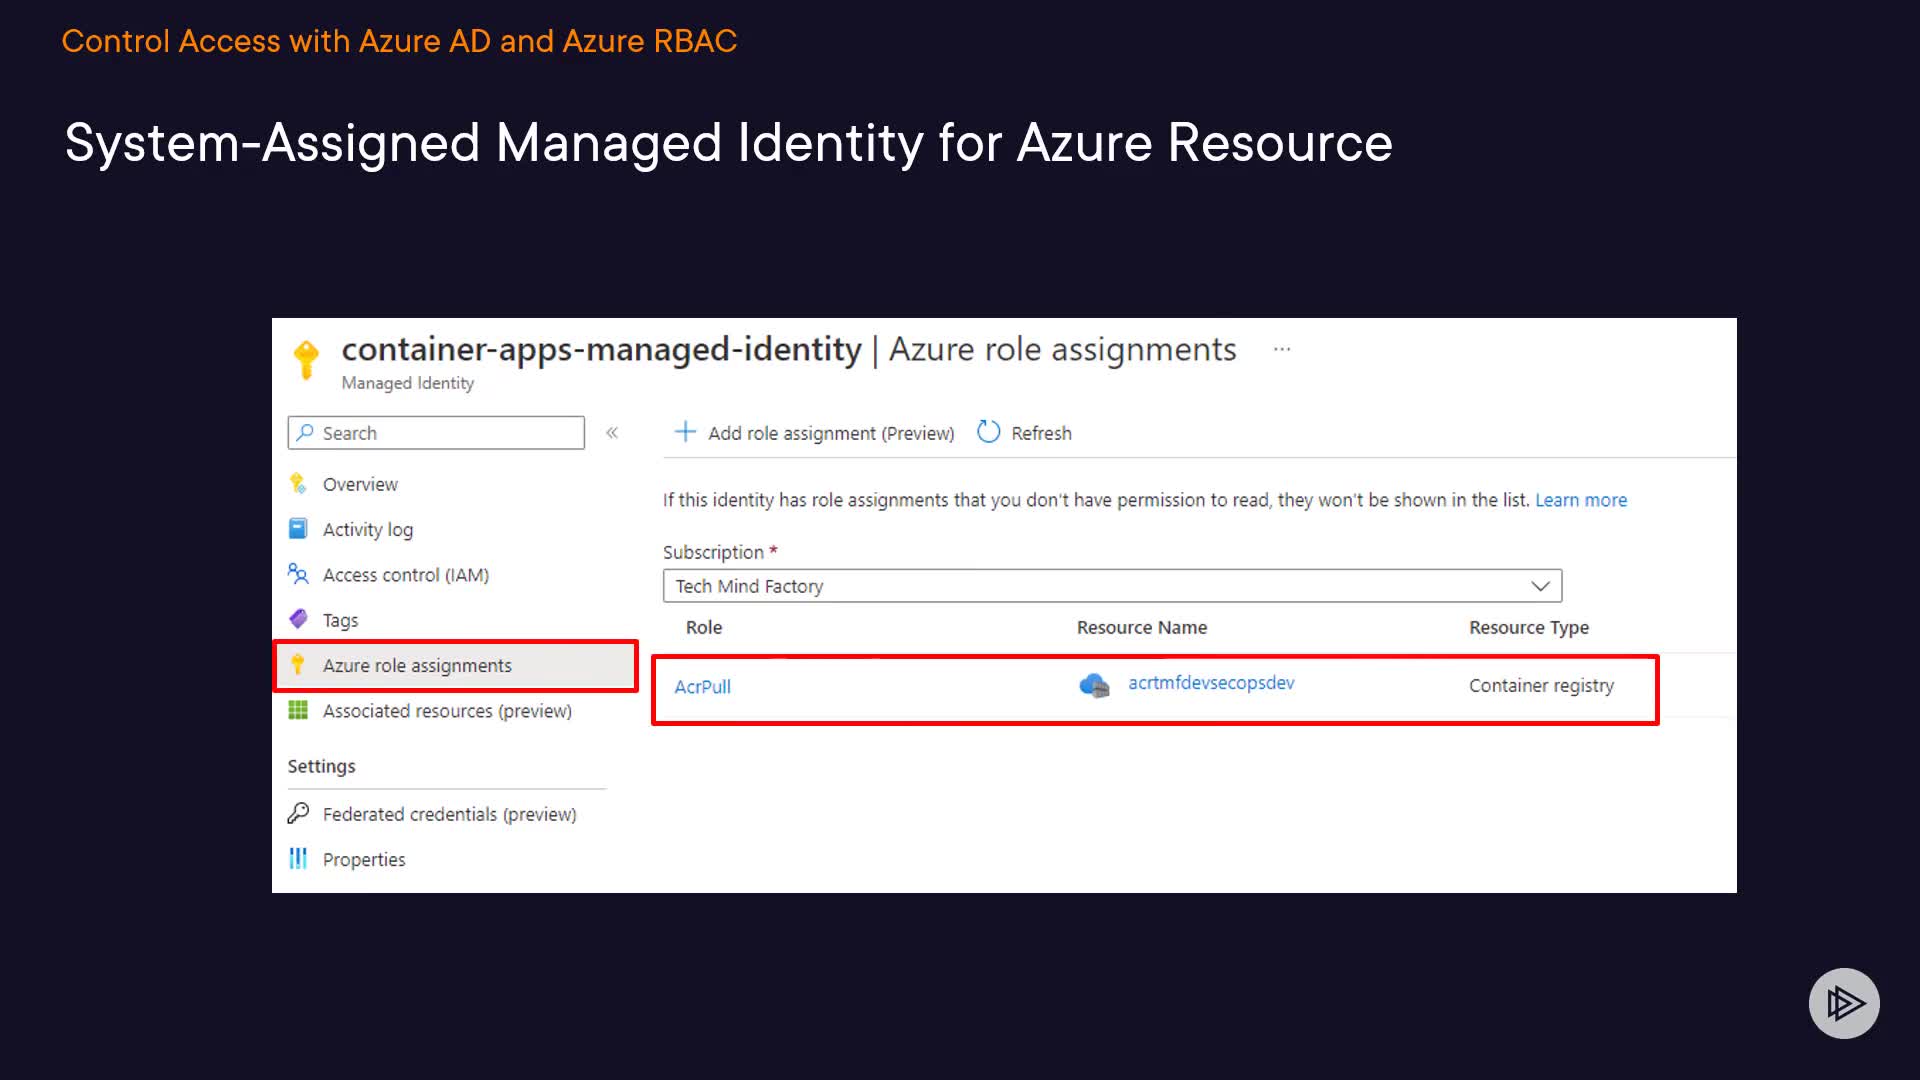 Control Access with Azure AD and Azure RBAC
System-Assigned Managed Identity for Azure Resource
container-apps-managed-identity | Azure role assignments ...
Managed Identity
Search «
Add role assignment (Preview) Refresh
Overview
Activity log
Access control (IAM)
Tags
Azure role assignments
Associated resources (preview)
Settings
Federated credentials (preview)
Properties
If this identity has role assignments that you don't have permission to read, they won't be shown in the list. Learn more
Subscription *
Tech Mind Factory
Role Resource Name Resource Type
AcrPull acrtmfdevsecopsdev Container registry